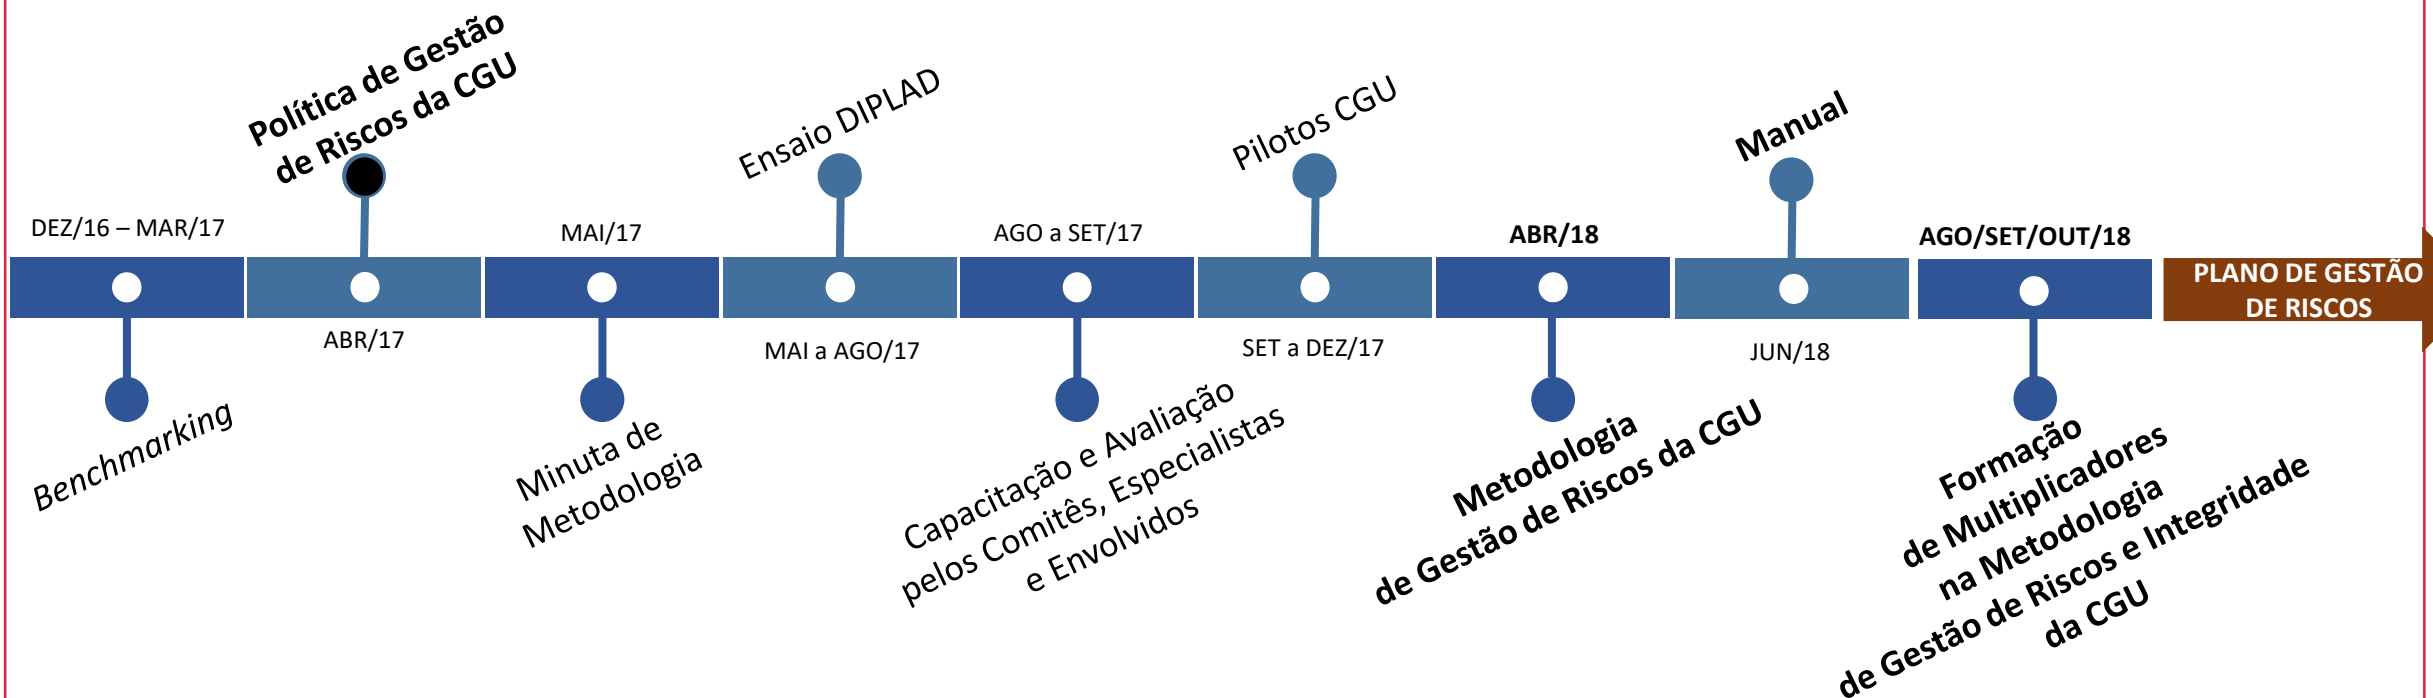 DEZ/16 – MAR/17
Benchmarking
Política de Gestão
de Riscos da CGU
ABR/17
MAI/17
Minuta de
Metodologia
Ensaio DIPLAD
MAI a AGO/17
AGO a SET/17
Capacitação e Avaliação
pelos Comitês, Especialistas
e Envolvidos
Pilotos CGU
SET a DEZ/17
ABR/18
Metodologia
de Gestão de Riscos da CGU
Manual
JUN/18
AGO/SET/OUT/18
Formação
de Multiplicadores
na Metodologia
de Gestão de Riscos e Integridade
da CGU
PLANO DE GESTÃO
DE RISCOS